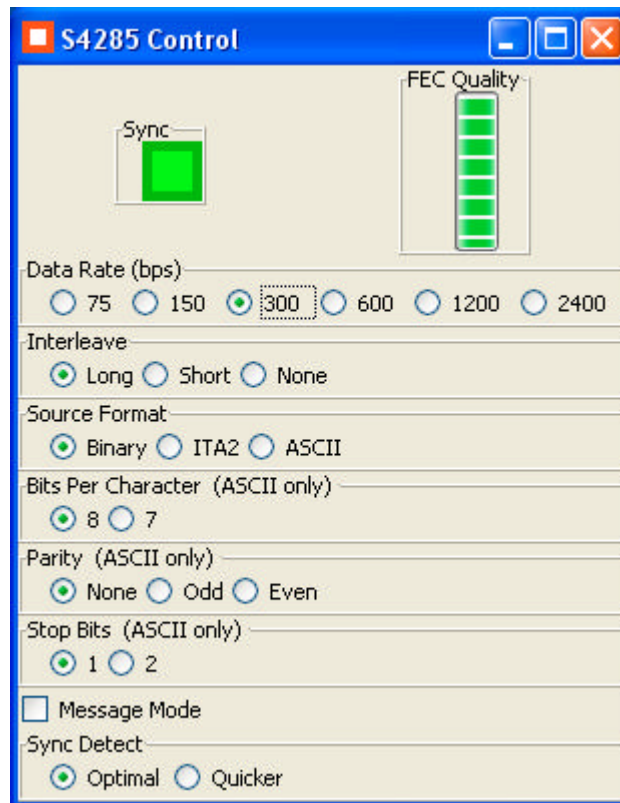 S4285 Control
FEC Quality
Sync
Data Rate (bps)
75 150 300 600 1200 2400
Interleave
Long Short None
Source Format
Binary ITA2 ASCII
Bits Per Character (ASCII only)
8 7
Parity (ASCII only)
None Odd Even
Stop Bits (ASCII only)
1 2
Message Mode
Sync Detect
Optimal Quicker